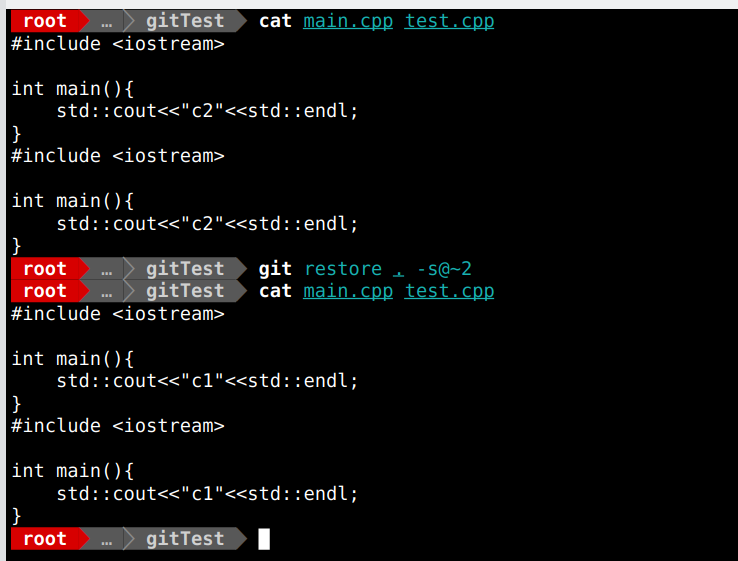 root … gitTest cat main.cpp test.cpp
#include <iostream>
int main(){
    std::cout<<"c2"<<std::endl;
}
#include <iostream>
int main(){
    std::cout<<"c2"<<std::endl;
}
root … gitTest git restore . -s@~2
root … gitTest cat main.cpp test.cpp
#include <iostream>
int main(){
    std::cout<<"c1"<<std::endl;
}
#include <iostream>
int main(){
    std::cout<<"c1"<<std::endl;
}
root … gitTest